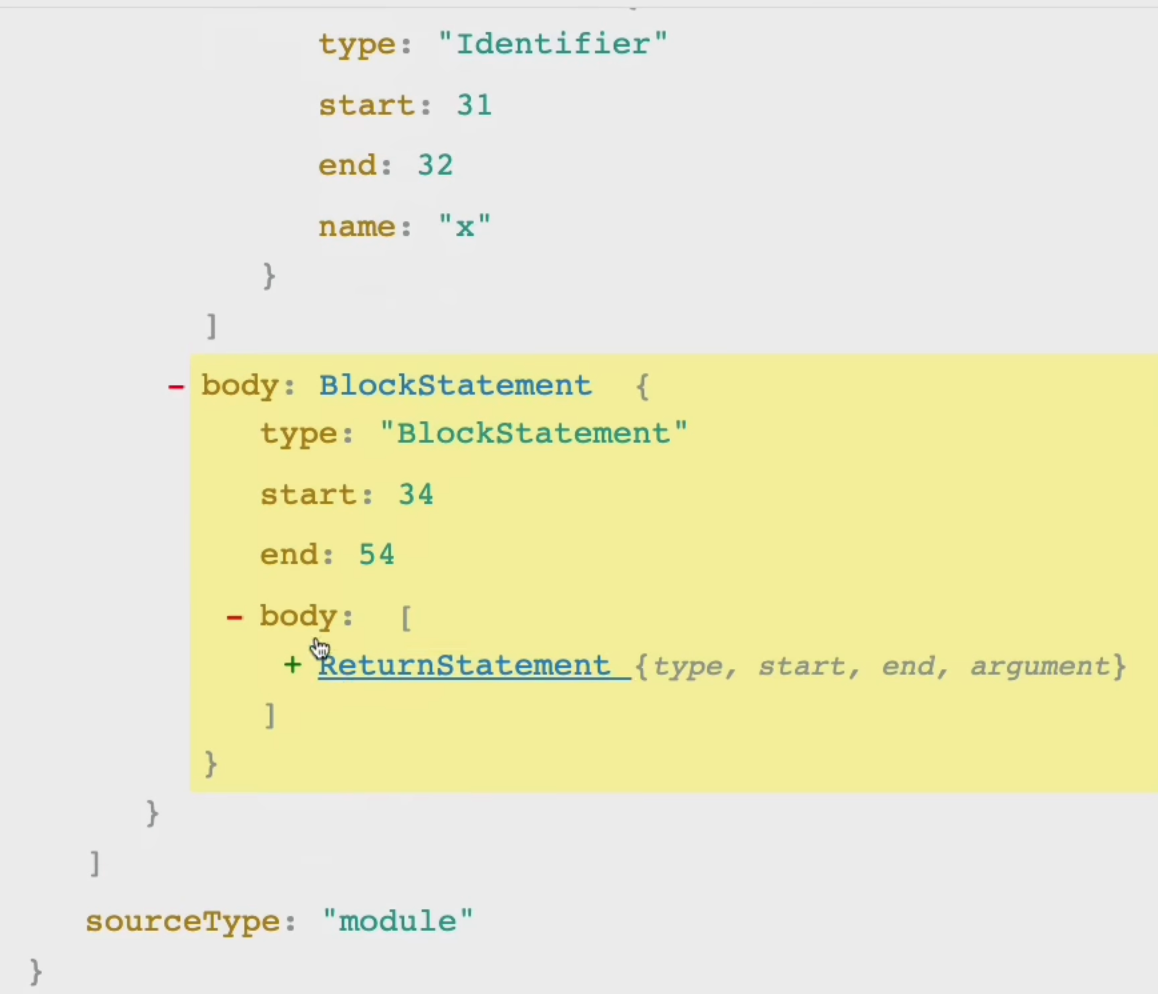 type: "Identifier"
start: 31
end: 32
name: "x"
}
]
- body: BlockStatement {
type: "BlockStatement"
start: 34
end: 54
- body: [
+ ReturnStatement {type, start, end, argument}
]
}
}
]
sourceType: "module"
}